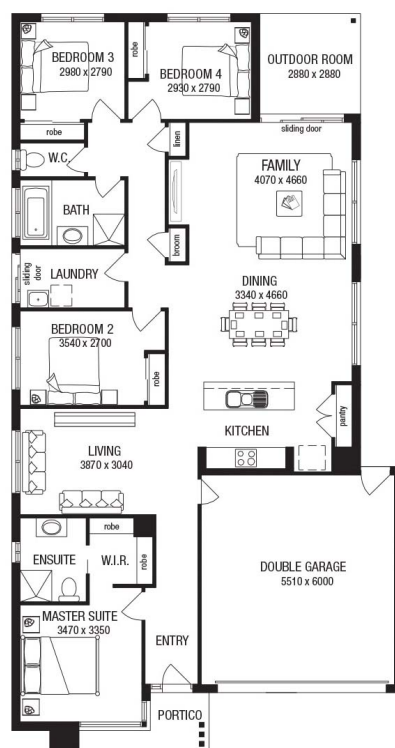 BEDROOM 3
2980 x 2790
robe
BEDROOM 4
2930 x 2790
OUTDOOR ROOM
2880 x 2880
robe
linen
sliding door
W.C.
FAMILY
4070 x 4660
BATH
broom
sliding door
LAUNDRY
DINING
3340 x 4660
BEDROOM 2
3540 x 2700
robe
KITCHEN
pantry
LIVING
3870 x 3040
robe
ENSUITE
W.I.R.
robe
DOUBLE GARAGE
5510 x 6000
MASTER SUITE
3470 x 3350
ENTRY
PORTICO